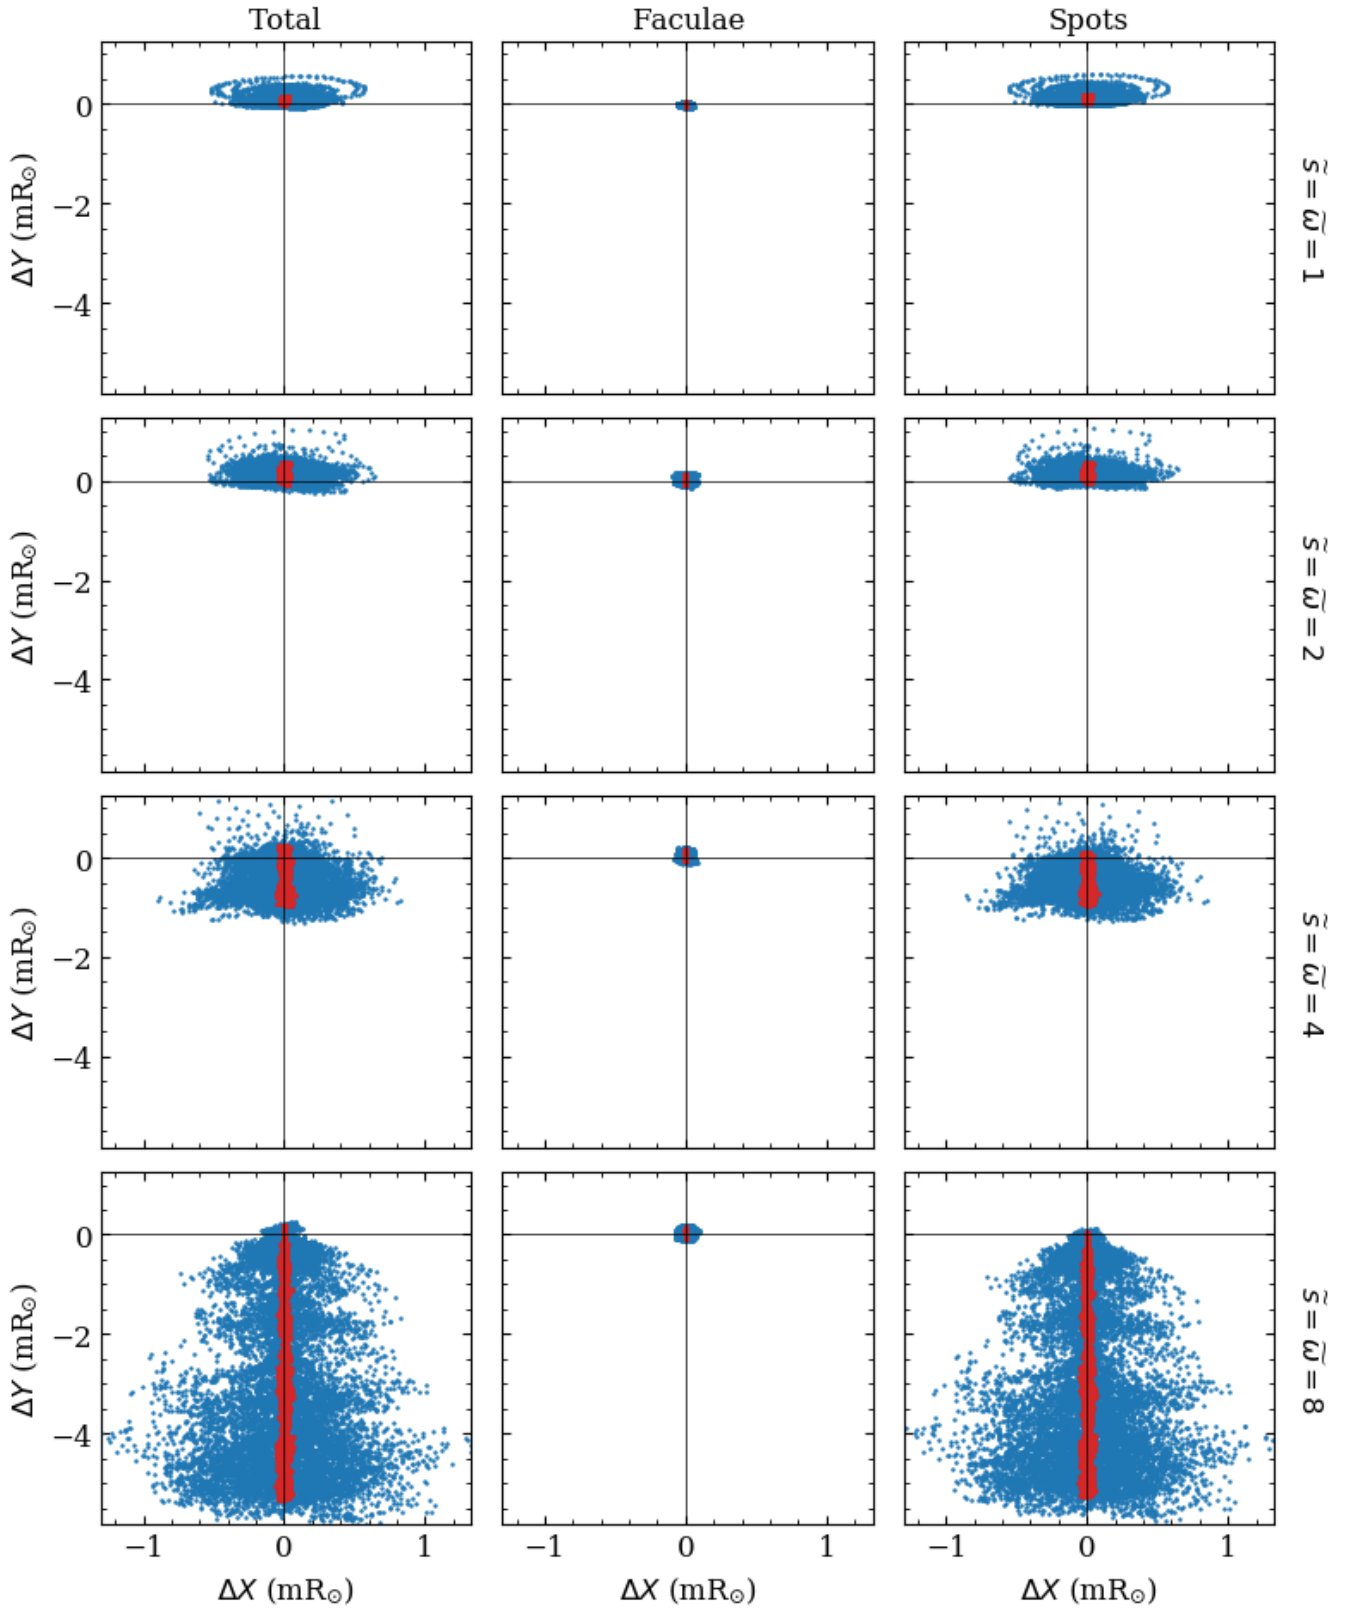 Total Faculae Spots
0
−2
−4
ΔY (mR☉)
s̃ = ω̃ = 1
0
−2
−4
ΔY (mR☉)
s̃ = ω̃ = 2
0
−2
−4
ΔY (mR☉)
s̃ = ω̃ = 4
0
−2
−4
ΔY (mR☉)
s̃ = ω̃ = 8
−1 0 1 −1 0 1 −1 0 1
ΔX (mR☉) ΔX (mR☉) ΔX (mR☉)